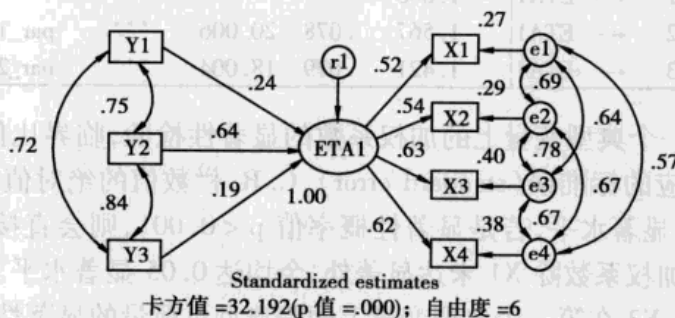 .27
Y1
X1
e1
r1
.24
.52
.69
.75
.29
.64
.54
X2
e2
.72
.64
Y2
ETA1
.78
.57
.63
.40
.67
.84
.19
X3
e3
1.00
.62
.38
.67
Y3
X4
e4
Standardized estimates
卡方值=32.192(p值=.000); 自由度=6